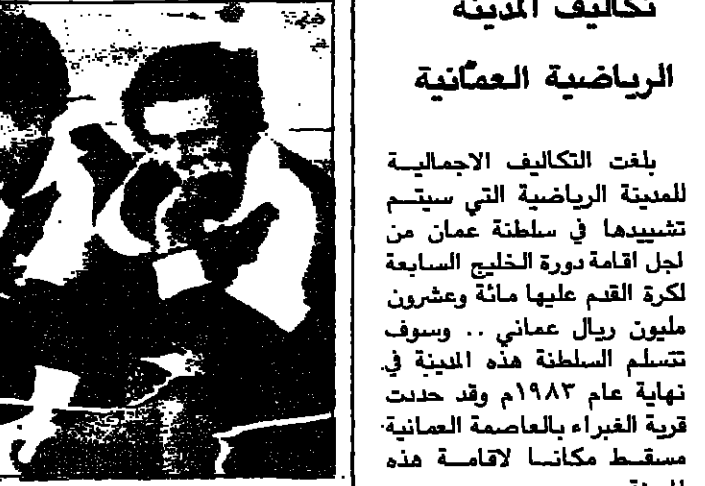 تكاليف المدينة
الرياضية العمّانية
بلغت التكاليف الاجمالية
للمدينة الرياضية التي سيتم
تشييدها في سلطنة عمان من
اجل اقامة دورة الخليج السابعة
لكرة القدم عليها مائة وعشرون
مليون ريال عماني .. وسوف
تتسلم السلطنة هذه المدينة في
نهاية عام ١٩٨٣م وقد حددت
قرية الغبراء بالعاصمة العمانية
مسقط مكانا لاقامة هذه